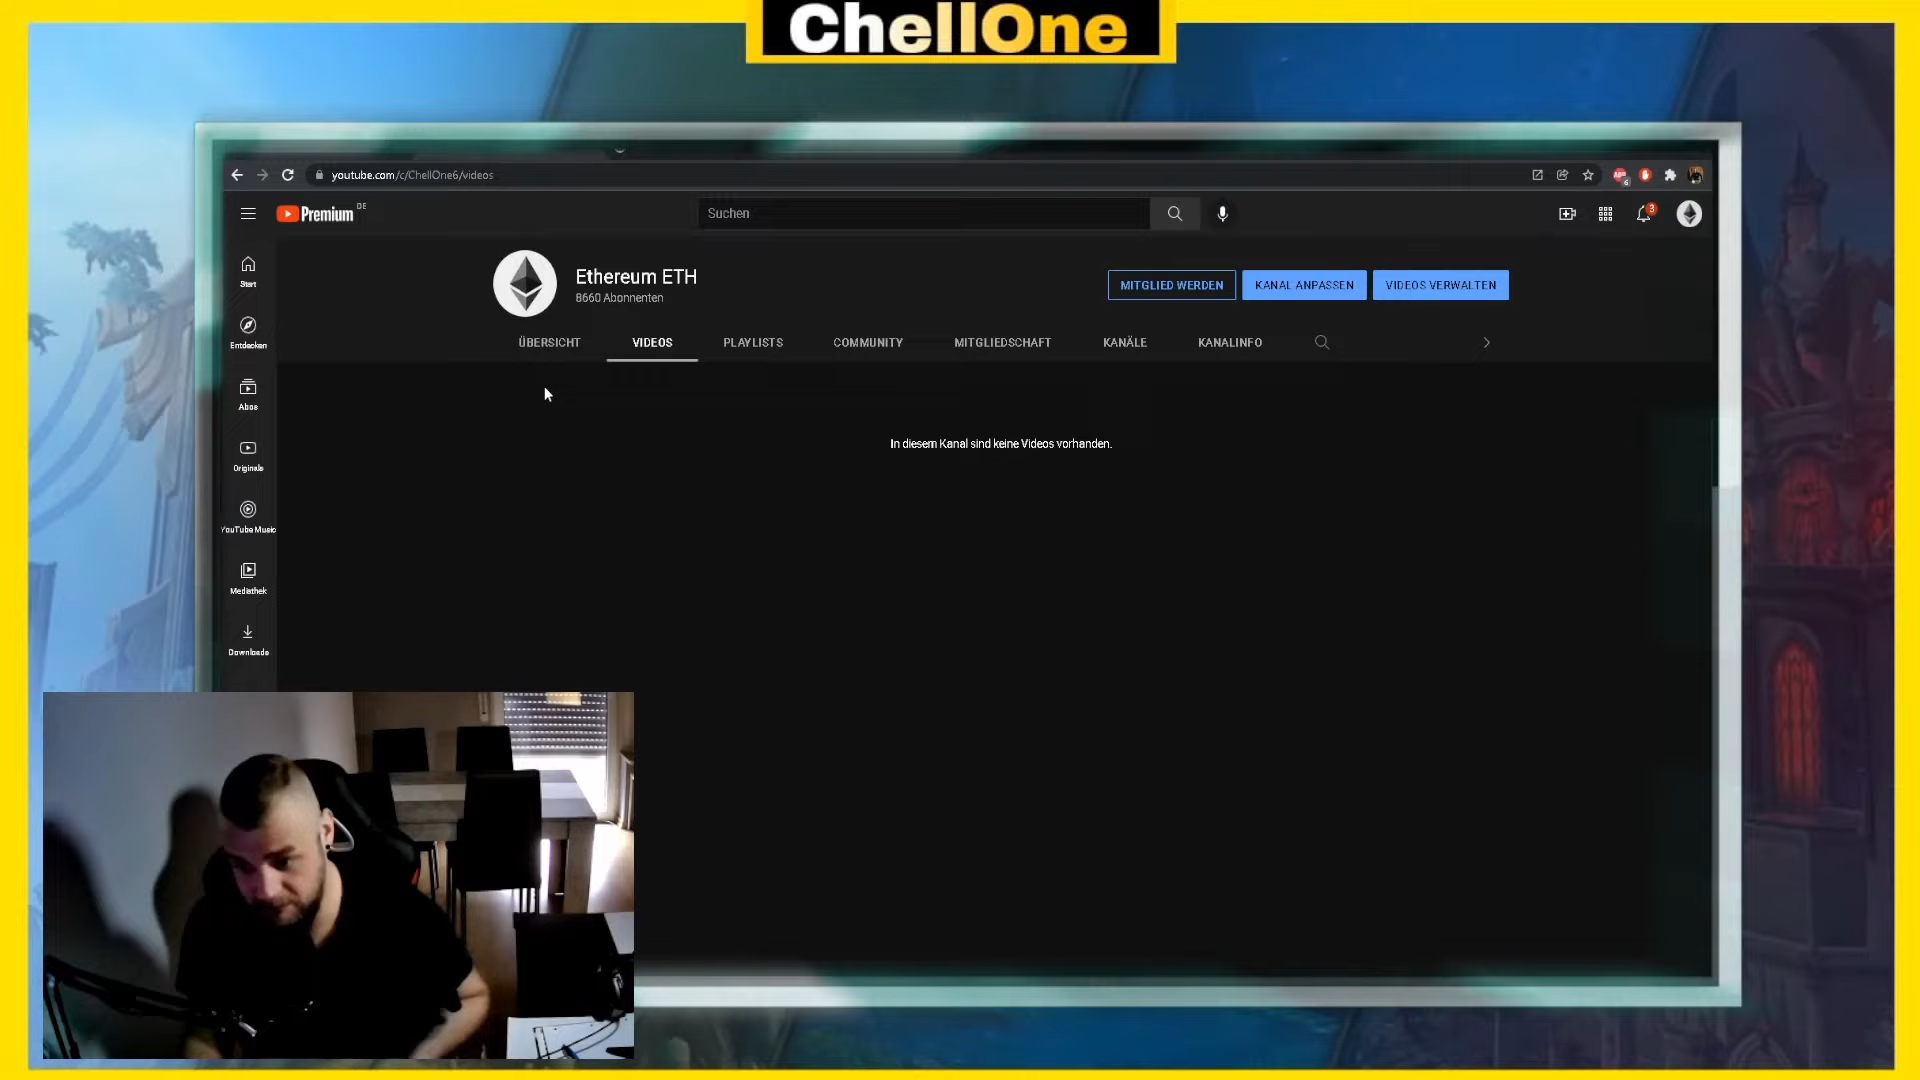 ChellOne
youtube.com/c/ChellOne6/videos
6
Premium DE
Suchen
3
Start
Ethereum ETH
8660 Abonnenten
MITGLIED WERDEN
KANAL ANPASSEN
VIDEOS VERWALTEN
Entdecken
ÜBERSICHT
VIDEOS
PLAYLISTS
COMMUNITY
MITGLIEDSCHAFT
KANÄLE
KANALINFO
Abos
In diesem Kanal sind keine Videos vorhanden.
Originals
YouTube Music
Mediathek
Downloads